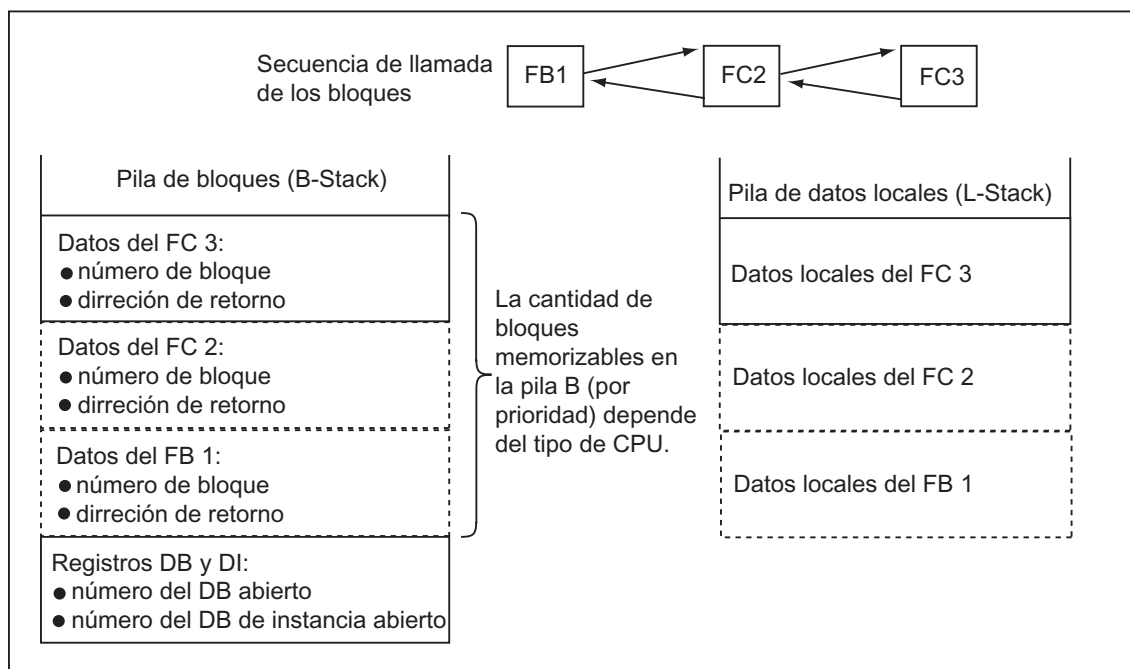 Secuencia de llamada
de los bloques
FB1
FC2
FC3
Pila de bloques (B-Stack)
Datos del FC 3:
● número de bloque
● dirreción de retorno
Datos del FC 2:
● número de bloque
● dirreción de retorno
Datos del FB 1:
● número de bloque
● dirreción de retorno
Registros DB y DI:
● número del DB abierto
● número del DB de instancia abierto
La cantidad de
bloques
memorizables en
la pila B (por
prioridad) depende
del tipo de CPU.
Pila de datos locales (L-Stack)
Datos locales del FC 3
Datos locales del FC 2
Datos locales del FB 1